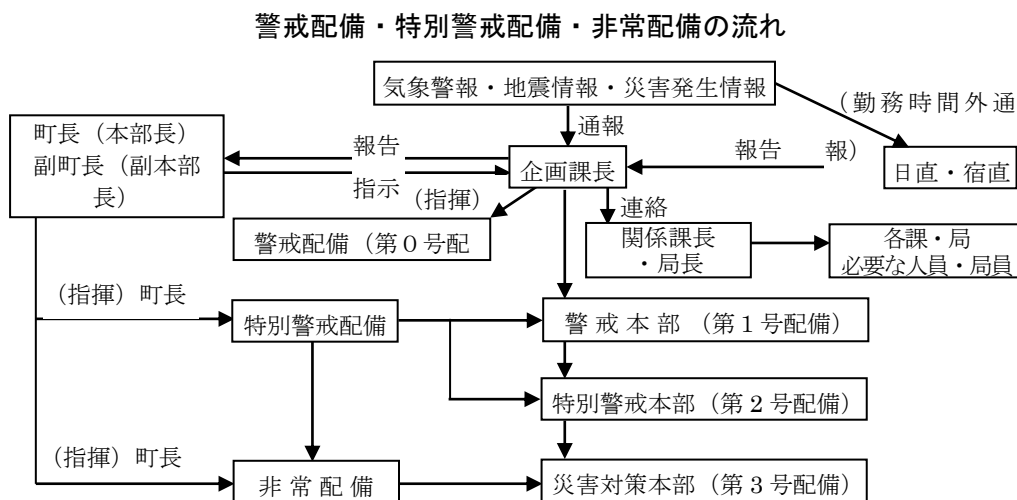 警戒配備・特別警戒配備・非常配備の流れ
気象警報・地震情報・災害発生情報
(勤務時間外通
通報
町長（本部長）
副町長（副本部
長）
報告
企画課長
報告
報）
日直・宿直
指示
（指揮）
連絡
警戒配備（第０号配
関係課長
・局長
各課・局
必要な人員・局員
（指揮）町長
特別警戒配備
警 戒 本 部 （第１号配備）
特別警戒本部（第２号配備）
（指揮）町長
非 常 配 備
災害対策本部（第３号配備）